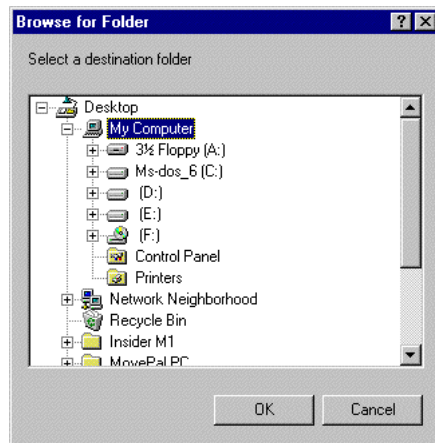 Browse for Folder
Select a destination folder
Desktop
My Computer
3½ Floppy (A:)
Ms-dos_6 (C:)
(D:)
(E:)
(F:)
Control Panel
Printers
Network Neighborhood
Recycle Bin
Insider M1
MovePal PC
OK
Cancel